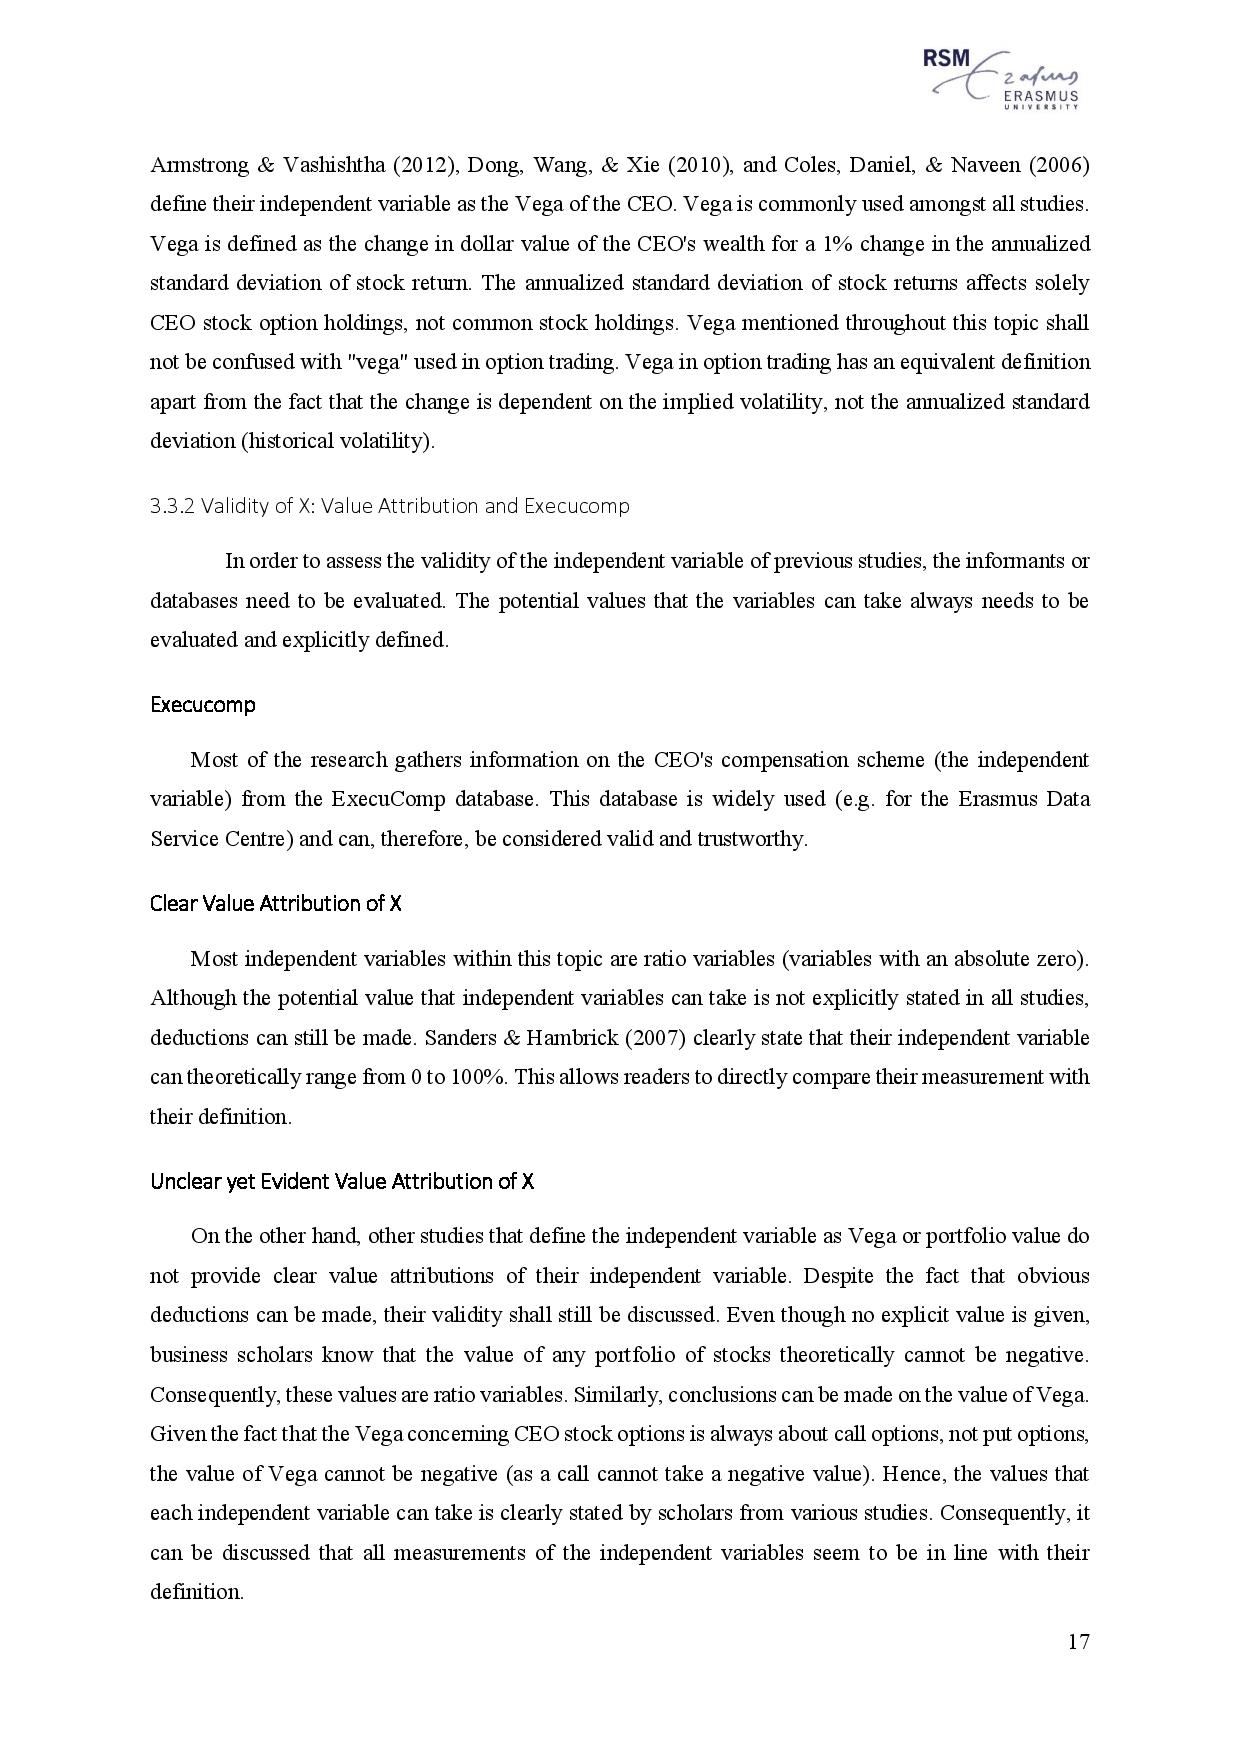 RSM
Erasmus
ERASMUS
UNIVERSITY
Armstrong & Vashishtha (2012), Dong, Wang, & Xie (2010), and Coles, Daniel, & Naveen (2006)
define their independent variable as the Vega of the CEO. Vega is commonly used amongst all studies.
Vega is defined as the change in dollar value of the CEO's wealth for a 1% change in the annualized
standard deviation of stock return. The annualized standard deviation of stock returns affects solely
CEO stock option holdings, not common stock holdings. Vega mentioned throughout this topic shall
not be confused with "vega" used in option trading. Vega in option trading has an equivalent definition
apart from the fact that the change is dependent on the implied volatility, not the annualized standard
deviation (historical volatility).
3.3.2 Validity of X: Value Attribution and Execucomp
In order to assess the validity of the independent variable of previous studies, the informants or
databases need to be evaluated. The potential values that the variables can take always needs to be
evaluated and explicitly defined.
Execucomp
Most of the research gathers information on the CEO's compensation scheme (the independent
variable) from the ExecuComp database. This database is widely used (e.g. for the Erasmus Data
Service Centre) and can, therefore, be considered valid and trustworthy.
Clear Value Attribution of X
Most independent variables within this topic are ratio variables (variables with an absolute zero).
Although the potential value that independent variables can take is not explicitly stated in all studies,
deductions can still be made. Sanders & Hambrick (2007) clearly state that their independent variable
can theoretically range from 0 to 100%. This allows readers to directly compare their measurement with
their definition.
Unclear yet Evident Value Attribution of X
On the other hand, other studies that define the independent variable as Vega or portfolio value do
not provide clear value attributions of their independent variable. Despite the fact that obvious
deductions can be made, their validity shall still be discussed. Even though no explicit value is given,
business scholars know that the value of any portfolio of stocks theoretically cannot be negative.
Consequently, these values are ratio variables. Similarly, conclusions can be made on the value of Vega.
Given the fact that the Vega concerning CEO stock options is always about call options, not put options,
the value of Vega cannot be negative (as a call cannot take a negative value). Hence, the values that
each independent variable can take is clearly stated by scholars from various studies. Consequently, it
can be discussed that all measurements of the independent variables seem to be in line with their
definition.
17